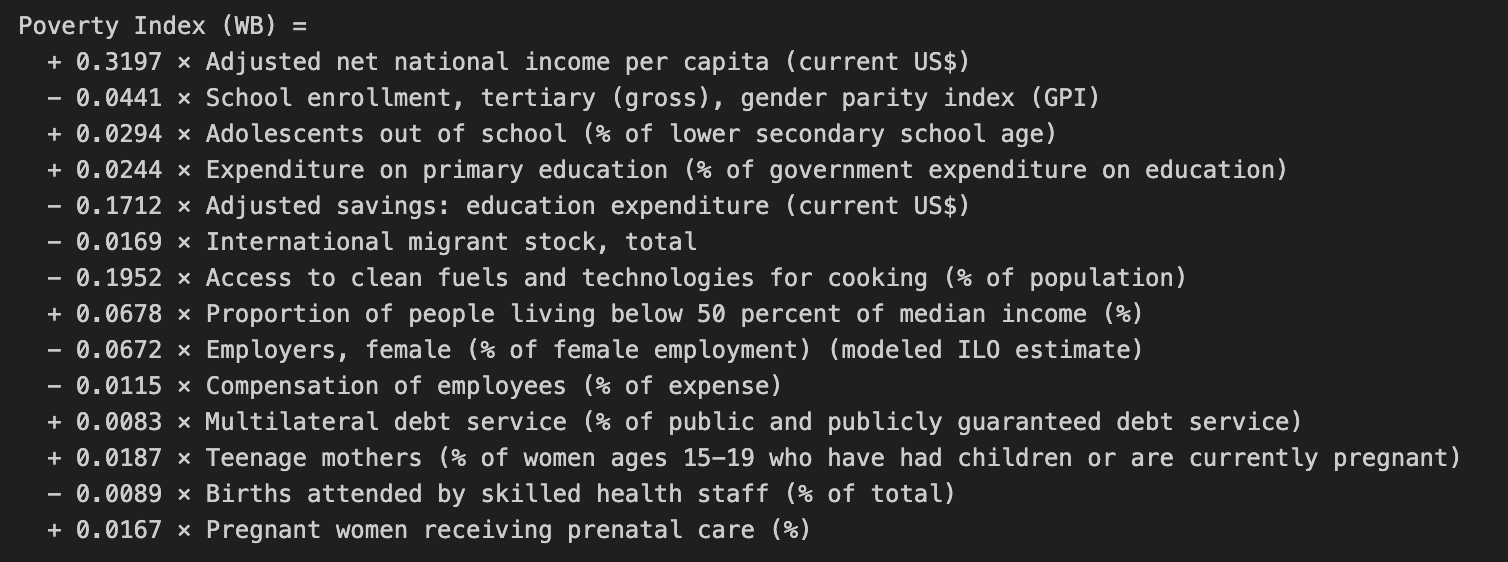 Poverty Index (WB) =
+ 0.3197 × Adjusted net national income per capita (current US$)
− 0.0441 × School enrollment, tertiary (gross), gender parity index (GPI)
+ 0.0294 × Adolescents out of school (% of lower secondary school age)
+ 0.0244 × Expenditure on primary education (% of government expenditure on education)
− 0.1712 × Adjusted savings: education expenditure (current US$)
− 0.0169 × International migrant stock, total
− 0.1952 × Access to clean fuels and technologies for cooking (% of population)
+ 0.0678 × Proportion of people living below 50 percent of median income (%)
− 0.0672 × Employers, female (% of female employment) (modeled ILO estimate)
− 0.0115 × Compensation of employees (% of expense)
+ 0.0083 × Multilateral debt service (% of public and publicly guaranteed debt service)
+ 0.0187 × Teenage mothers (% of women ages 15−19 who have had children or are currently pregnant)
− 0.0089 × Births attended by skilled health staff (% of total)
+ 0.0167 × Pregnant women receiving prenatal care (%)